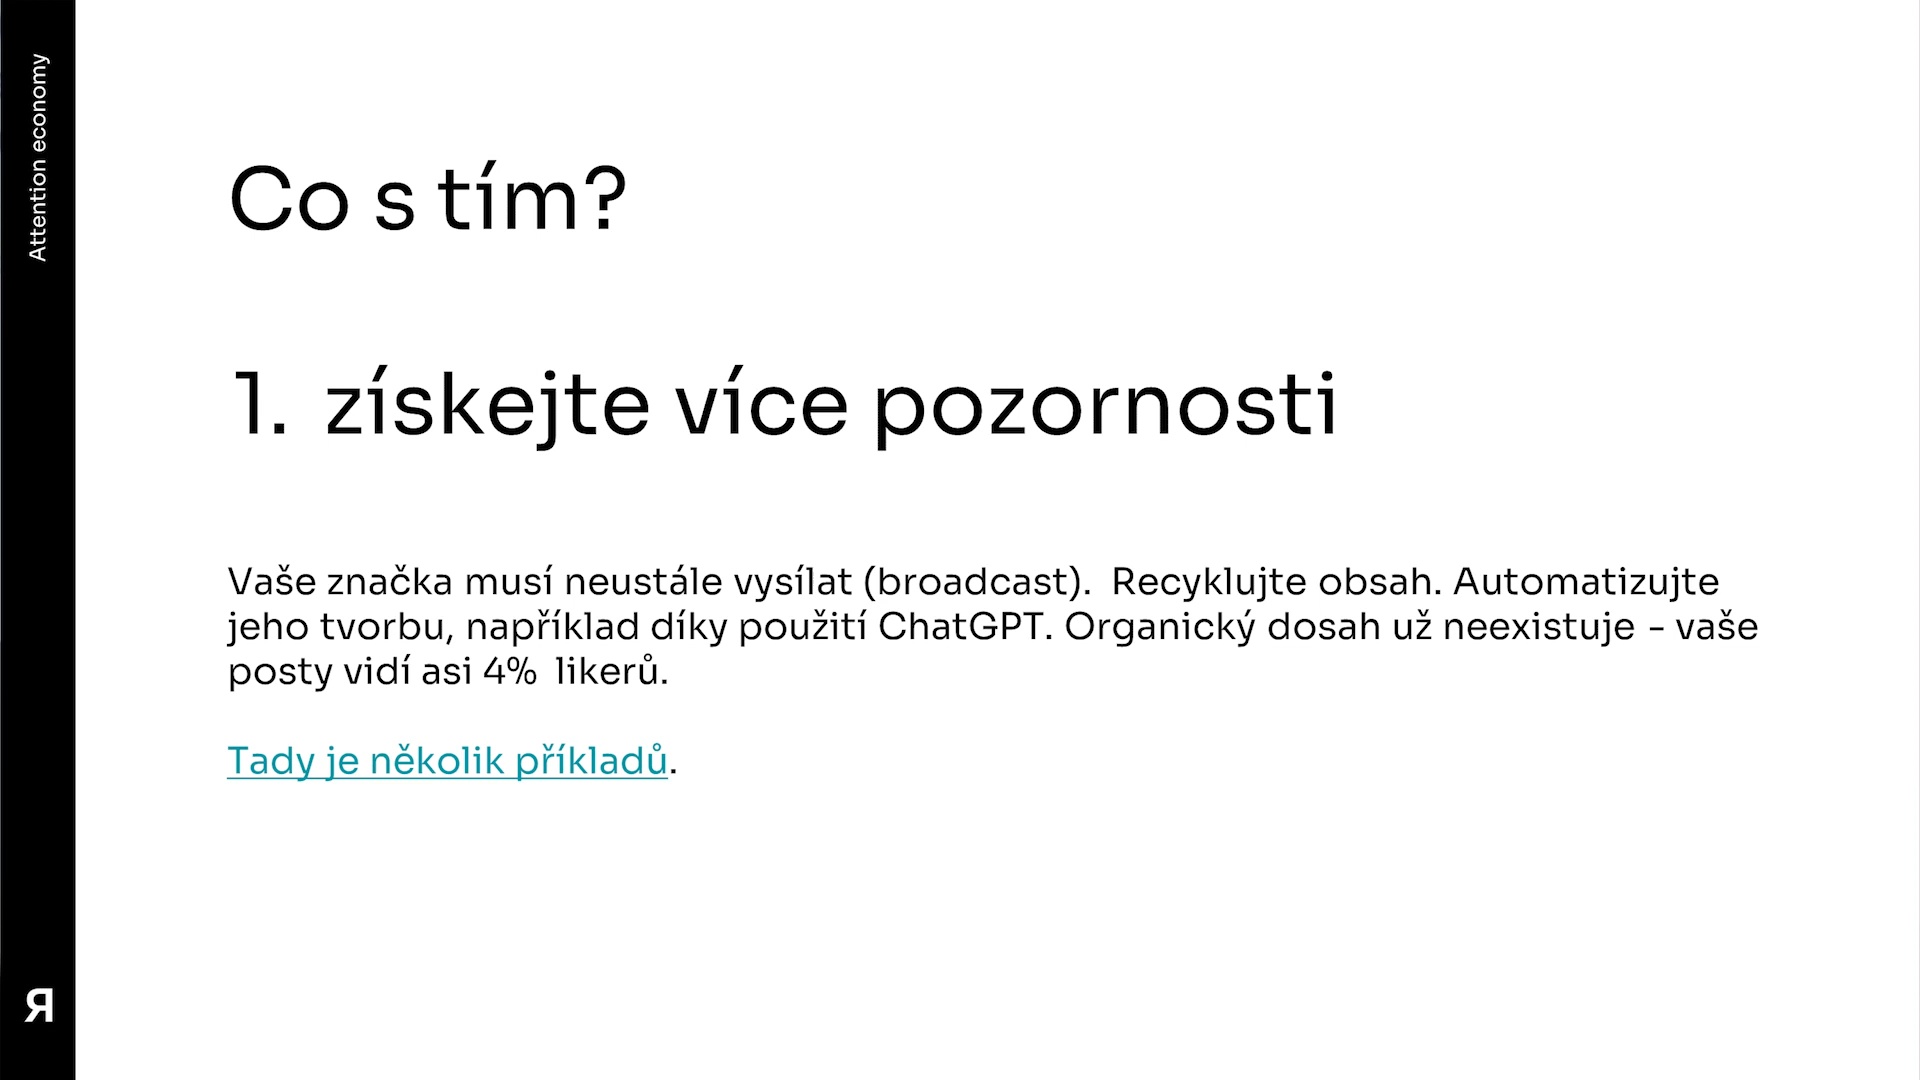 Attention economy
Co s tím?
1. získejte více pozornosti
Vaše značka musí neustále vysílat (broadcast).  Recyklujte obsah. Automatizujte
jeho tvorbu, například díky použití ChatGPT. Organický dosah už neexistuje - vaše
posty vidí asi 4%  likerů.
Tady je několik příkladů.
Я